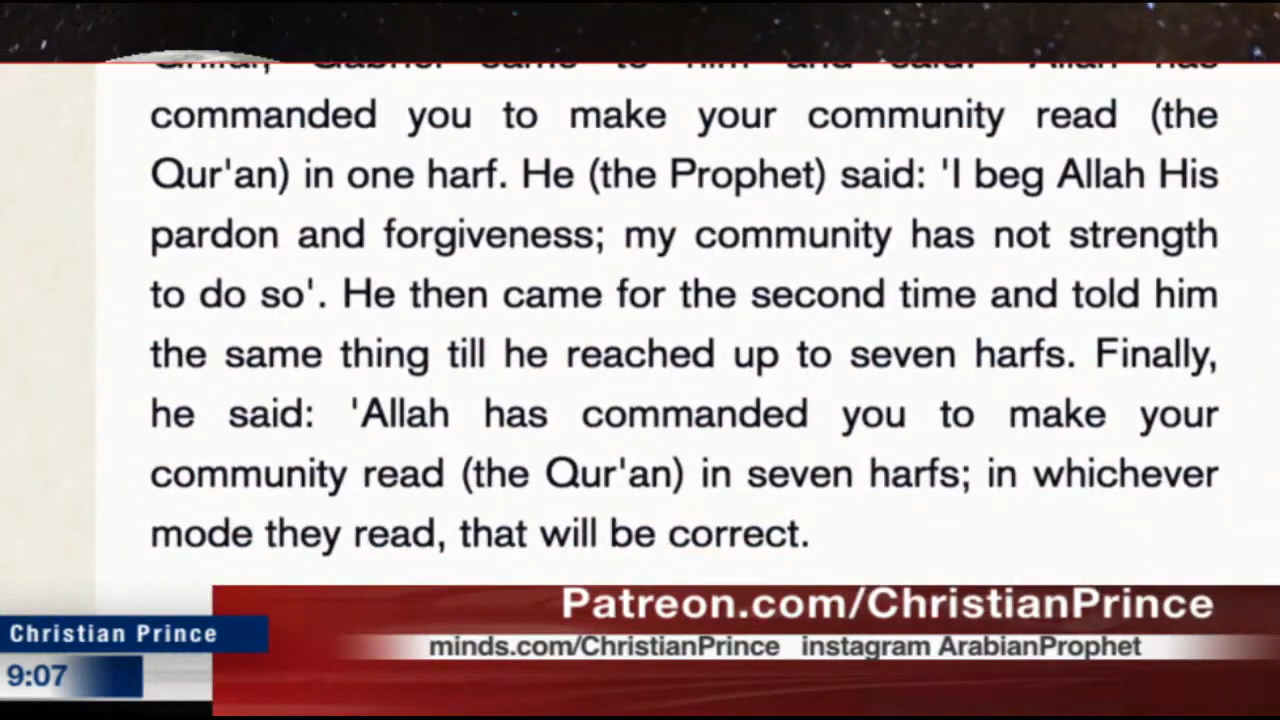 commanded you to make your community read (the
Qur'an) in one harf. He (the Prophet) said: 'I beg Allah His
pardon and forgiveness; my community has not strength
to do so'. He then came for the second time and told him
the same thing till he reached up to seven harfs. Finally,
he said: 'Allah has commanded you to make your
community read (the Qur'an) in seven harfs; in whichever
mode they read, that will be correct.
Patreon.com/ChristianPrince
Christian Prince
minds.com/ChristianPrince instagram ArabianProphet
9:07